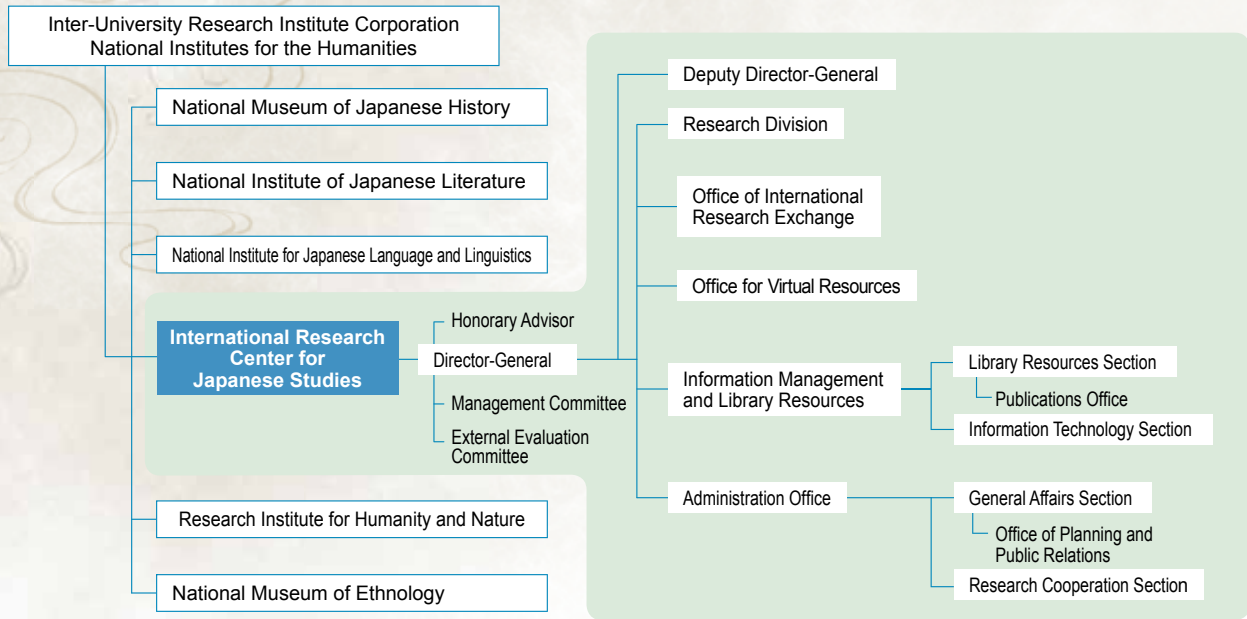 Inter-University Research Institute Corporation
National Institutes for the Humanities
National Museum of Japanese History
National Institute of Japanese Literature
National Institute for Japanese Language and Linguistics
International Research
Center for
Japanese Studies
Research Institute for Humanity and Nature
National Museum of Ethnology
Honorary Advisor
Director-General
Management Committee
External Evaluation
Committee
Deputy Director-General
Research Division
Office of International
Research Exchange
Office for Virtual Resources
Information Management
and Library Resources
Library Resources Section
Publications Office
Information Technology Section
Administration Office
General Affairs Section
Office of Planning and
Public Relations
Research Cooperation Section